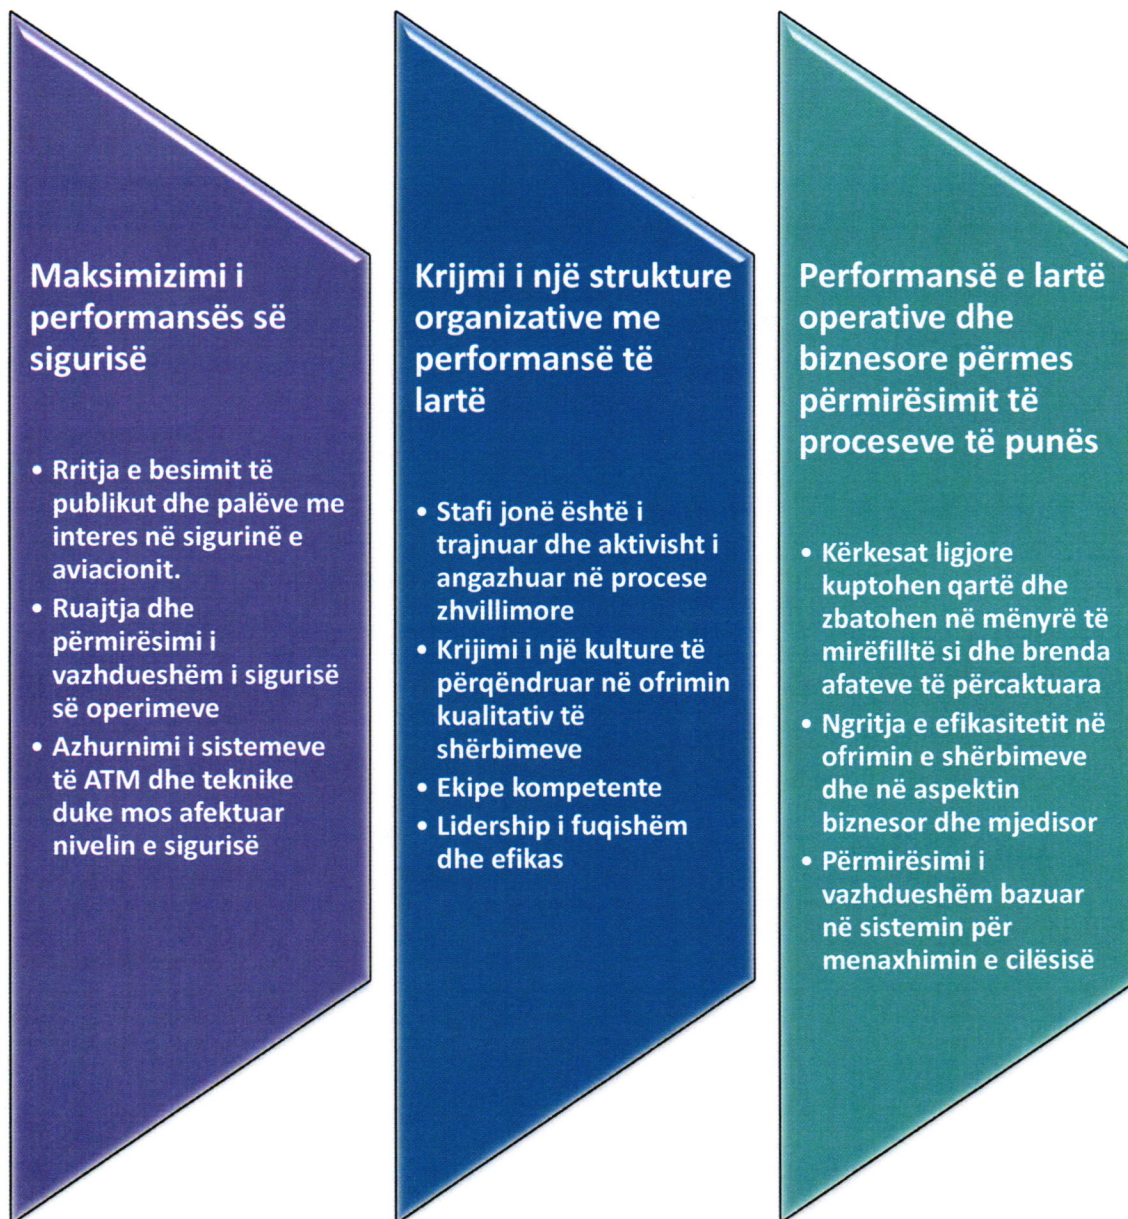 Maksimizimi i
performansës së
sigurisë
• Rritja e besimit të
publikut dhe palëve me
interes në sigurinë e
aviacionit.
• Ruajtja dhe
përmirësimi i
vazhdueshëm i sigurisë
së operimeve
• Azhurnimi i sistemeve
të ATM dhe teknike
duke mos afektuar
nivelin e sigurisë
Krijmi i një strukture
organizative me
performansë të
lartë
• Stafi jonë është i
trajnuar dhe aktivisht i
angazhuar në procese
zhvillimore
• Krijimi i një kulture të
përqëndruar në ofrimin
kualitativ të
shërbimeve
• Ekipe kompetente
• Lidership i fuqishëm
dhe efikas
Performansë e lartë
operative dhe
biznesore përmes
përmirësimit të
proceseve të punës
• Kërkesat ligjore
kuptohen qartë dhe
zbatohen në mënyrë të
mirëfilltë si dhe brenda
afateve të përcaktuara
• Ngritja e efikasitetit në
ofrimin e shërbimeve
dhe në aspektin
biznesor dhe mjedisor
• Përmirësimi i
vazhdueshëm bazuar
në sistemin për
menaxhimin e cilësisë